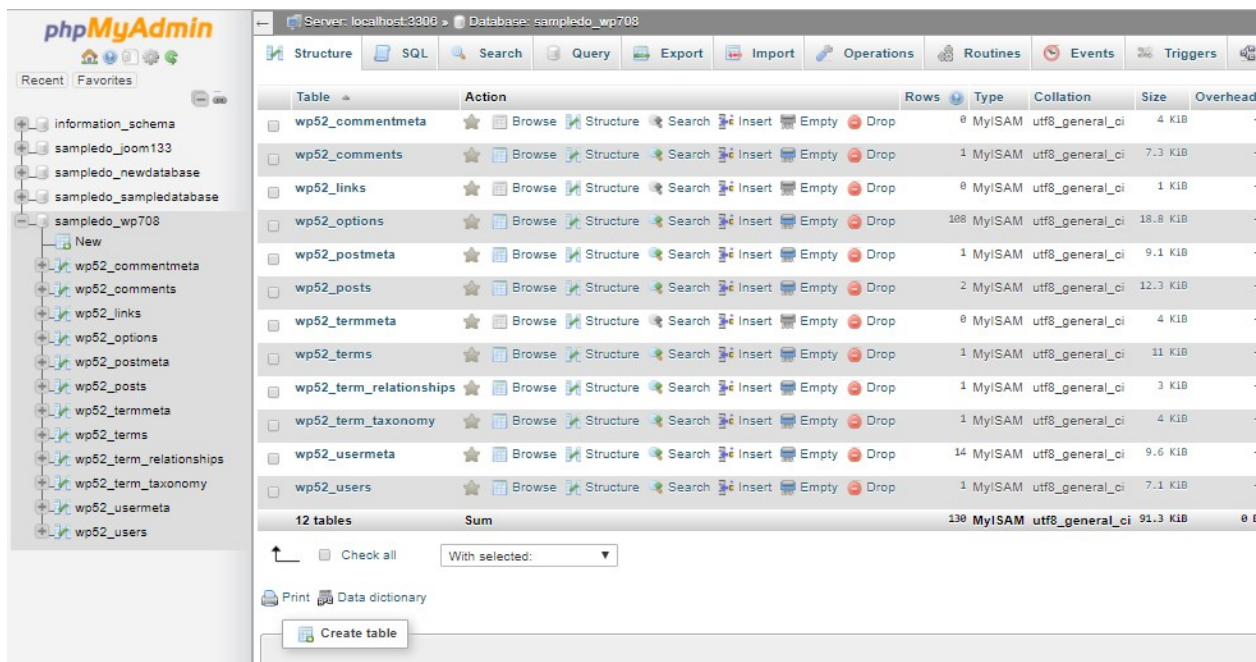 phpMyAdmin
Recent Favorites
information_schema
sampledo_joom133
sampledo_newdatabase
sampledo_sampledatabase
sampledo_wp708
New
wp52_commentmeta
wp52_comments
wp52_links
wp52_options
wp52_postmeta
wp52_posts
wp52_termmeta
wp52_terms
wp52_term_relationships
wp52_term_taxonomy
wp52_usermeta
wp52_users
Server: localhost:3306 » Database: sampledo_wp708
Structure SQL Search Query Export Import Operations Routines Events Triggers
Table Action Rows Type Collation Size Overhead
wp52_commentmeta Browse Structure Search Insert Empty Drop 0 MyISAM utf8_general_ci 4 KiB -
wp52_comments Browse Structure Search Insert Empty Drop 1 MyISAM utf8_general_ci 7.3 KiB -
wp52_links Browse Structure Search Insert Empty Drop 0 MyISAM utf8_general_ci 1 KiB -
wp52_options Browse Structure Search Insert Empty Drop 108 MyISAM utf8_general_ci 18.8 KiB -
wp52_postmeta Browse Structure Search Insert Empty Drop 1 MyISAM utf8_general_ci 9.1 KiB -
wp52_posts Browse Structure Search Insert Empty Drop 2 MyISAM utf8_general_ci 12.3 KiB -
wp52_termmeta Browse Structure Search Insert Empty Drop 0 MyISAM utf8_general_ci 4 KiB -
wp52_terms Browse Structure Search Insert Empty Drop 1 MyISAM utf8_general_ci 11 KiB -
wp52_term_relationships Browse Structure Search Insert Empty Drop 1 MyISAM utf8_general_ci 3 KiB -
wp52_term_taxonomy Browse Structure Search Insert Empty Drop 1 MyISAM utf8_general_ci 4 KiB -
wp52_usermeta Browse Structure Search Insert Empty Drop 14 MyISAM utf8_general_ci 9.6 KiB -
wp52_users Browse Structure Search Insert Empty Drop 1 MyISAM utf8_general_ci 7.1 KiB -
12 tables Sum 130 MyISAM utf8_general_ci 91.3 KiB 0
Check all With selected:
Print Data dictionary
Create table